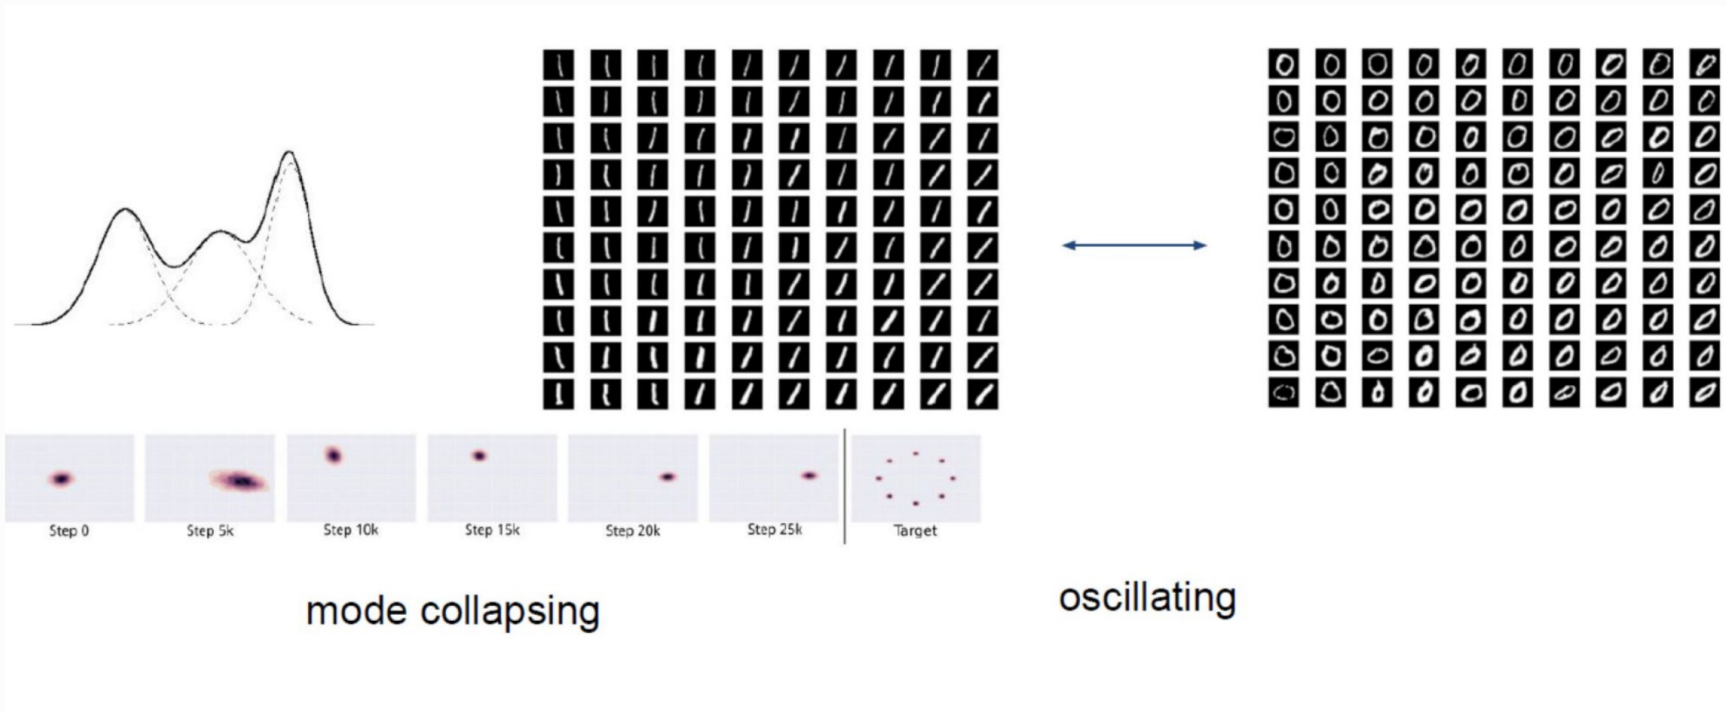 Step 0
Step 5k
Step 10k
Step 15k
Step 20k
Step 25k
Target
mode collapsing
oscillating